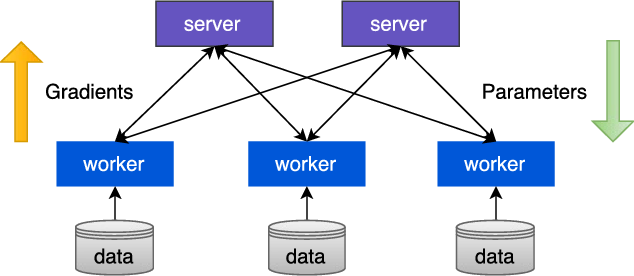 server
server
Gradients
Parameters
worker
worker
worker
data
data
data